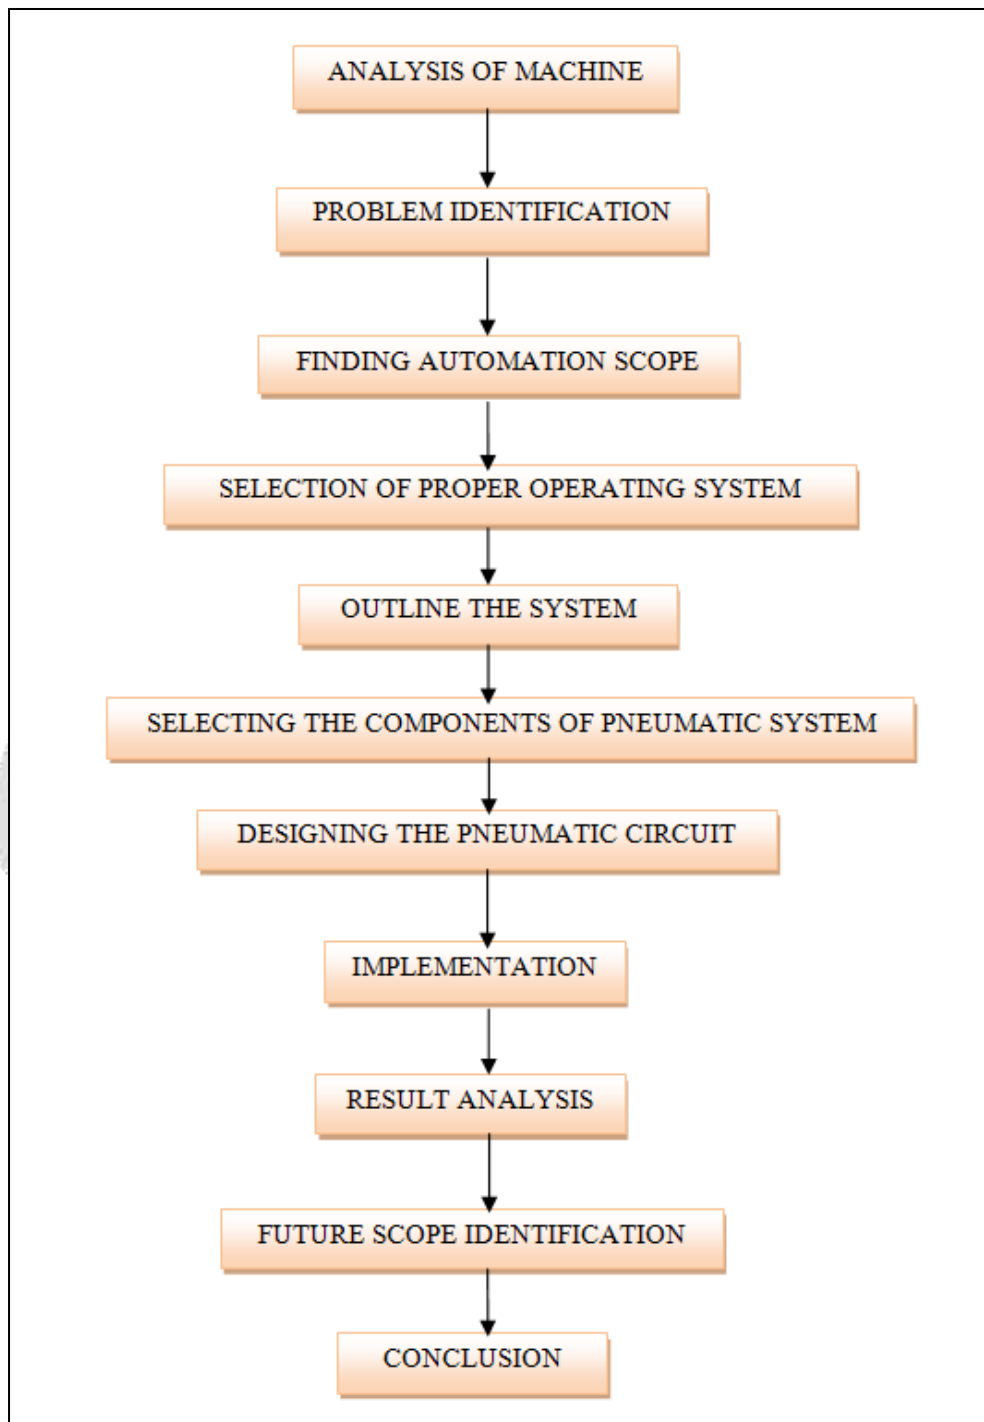 ANALYSIS OF MACHINE
PROBLEM IDENTIFICATION
FINDING AUTOMATION SCOPE
SELECTION OF PROPER OPERATING SYSTEM
OUTLINE THE SYSTEM
SELECTING THE COMPONENTS OF PNEUMATIC SYSTEM
DESIGNING THE PNEUMATIC CIRCUIT
IMPLEMENTATION
RESULT ANALYSIS
FUTURE SCOPE IDENTIFICATION
CONCLUSION